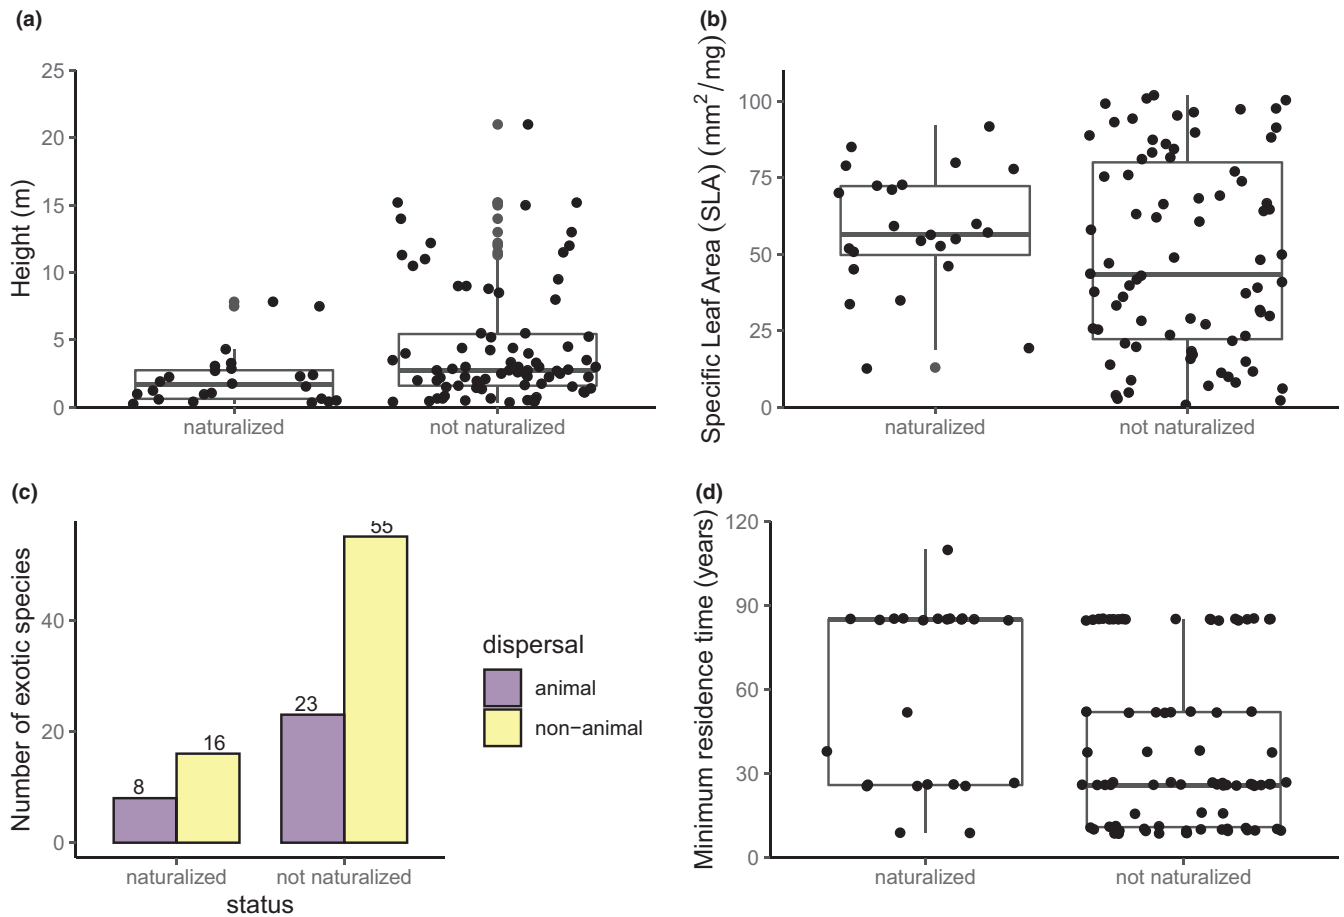 (a)
Height (m)
25
20
15
10
5
0
naturalized
not naturalized
(b)
Specific Leaf Area (SLA) (mm²/mg)
100
75
50
25
0
naturalized
not naturalized
(c)
Number of exotic species
40
20
0
8
16
23
55
naturalized
not naturalized
status
dispersal
animal
non−animal
(d)
Minimum residence time (years)
120
90
60
30
0
naturalized
not naturalized